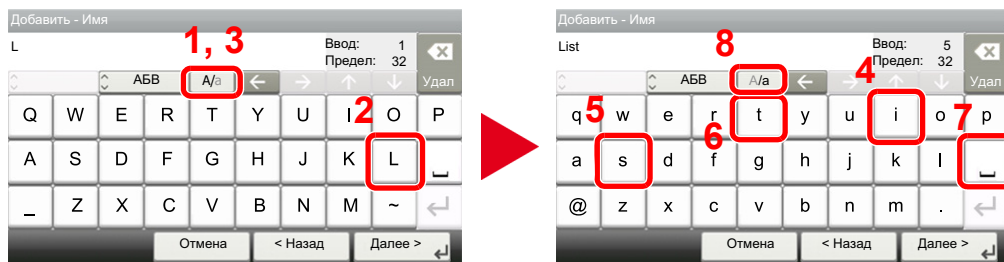 Добавить - Имя
L
1, 3
Ввод: 1
Предел: 32
АБВ
A/a
Удал
Q W E R T Y U I 2 O P
A S D F G H J K L
_ Z X C V B N M ~
Отмена
< Назад
Далее >
Добавить - Имя
List
8
Ввод: 5
Предел: 32
4
АБВ
A/a
Удал
q 5 w e r t y u i o 7 p
6
a s d f g h j k l
@ z x c v b n m .
Отмена
< Назад
Далее >